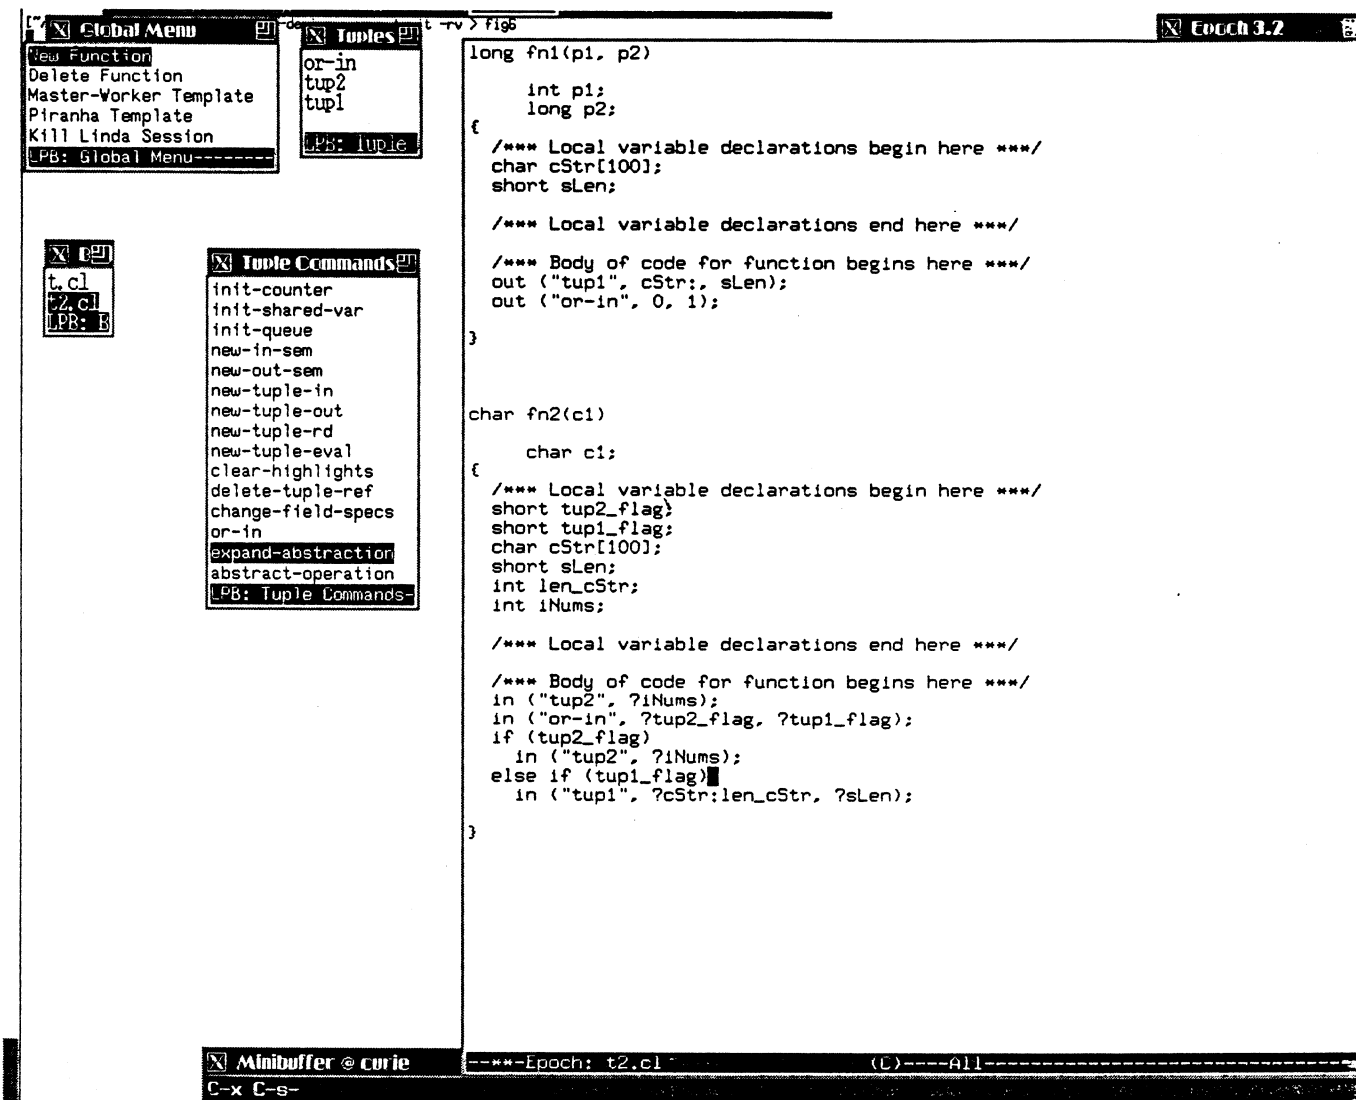 t -rv > fig6
Global Menu
New Function
Delete Function
Master-Worker Template
Piranha Template
Kill Linda Session
LPB: Global Menu--------
Tuples
or-in
tup2
tup1
LPB: Tuple
B
t.cl
t2.cl
LPB: B
Tuple Commands
init-counter
init-shared-var
init-queue
new-in-sem
new-out-sem
new-tuple-in
new-tuple-out
new-tuple-rd
new-tuple-eval
clear-highlights
delete-tuple-ref
change-field-specs
or-in
expand-abstraction
abstract-operation
LPB: Tuple Commands-
Epoch 3.2
long fn1(p1, p2)
int p1;
long p2;
{
/*** Local variable declarations begin here ***/
char cStr[100];
short sLen;
/*** Local variable declarations end here ***/
/*** Body of code for function begins here ***/
out ("tup1", cStr:, sLen);
out ("or-in", 0, 1);
}
char fn2(c1)
char c1;
{
/*** Local variable declarations begin here ***/
short tup2_flag;
short tup1_flag;
char cStr[100];
short sLen;
int len_cStr;
int iNums;
/*** Local variable declarations end here ***/
/*** Body of code for function begins here ***/
in ("tup2", ?iNums);
in ("or-in", ?tup2_flag, ?tup1_flag);
if (tup2_flag)
in ("tup2", ?iNums);
else if (tup1_flag)
in ("tup1", ?cStr:len_cStr, ?sLen);
}
--**-Epoch: t2.cl (C)----All--------------------------------
Minibuffer @ curie
C-x C-s-